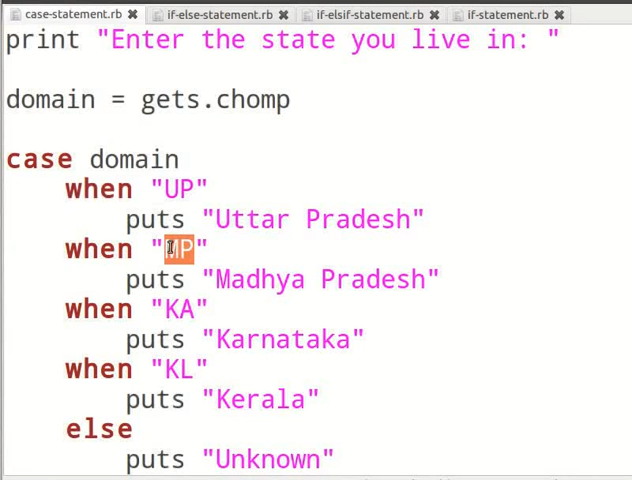 case-statement.rb if-else-statement.rb if-elsif-statement.rb if-statement.rb
print "Enter the state you live in: "
domain = gets.chomp
case domain
when "UP"
puts "Uttar Pradesh"
when "MP"
puts "Madhya Pradesh"
when "KA"
puts "Karnataka"
when "KL"
puts "Kerala"
else
puts "Unknown"